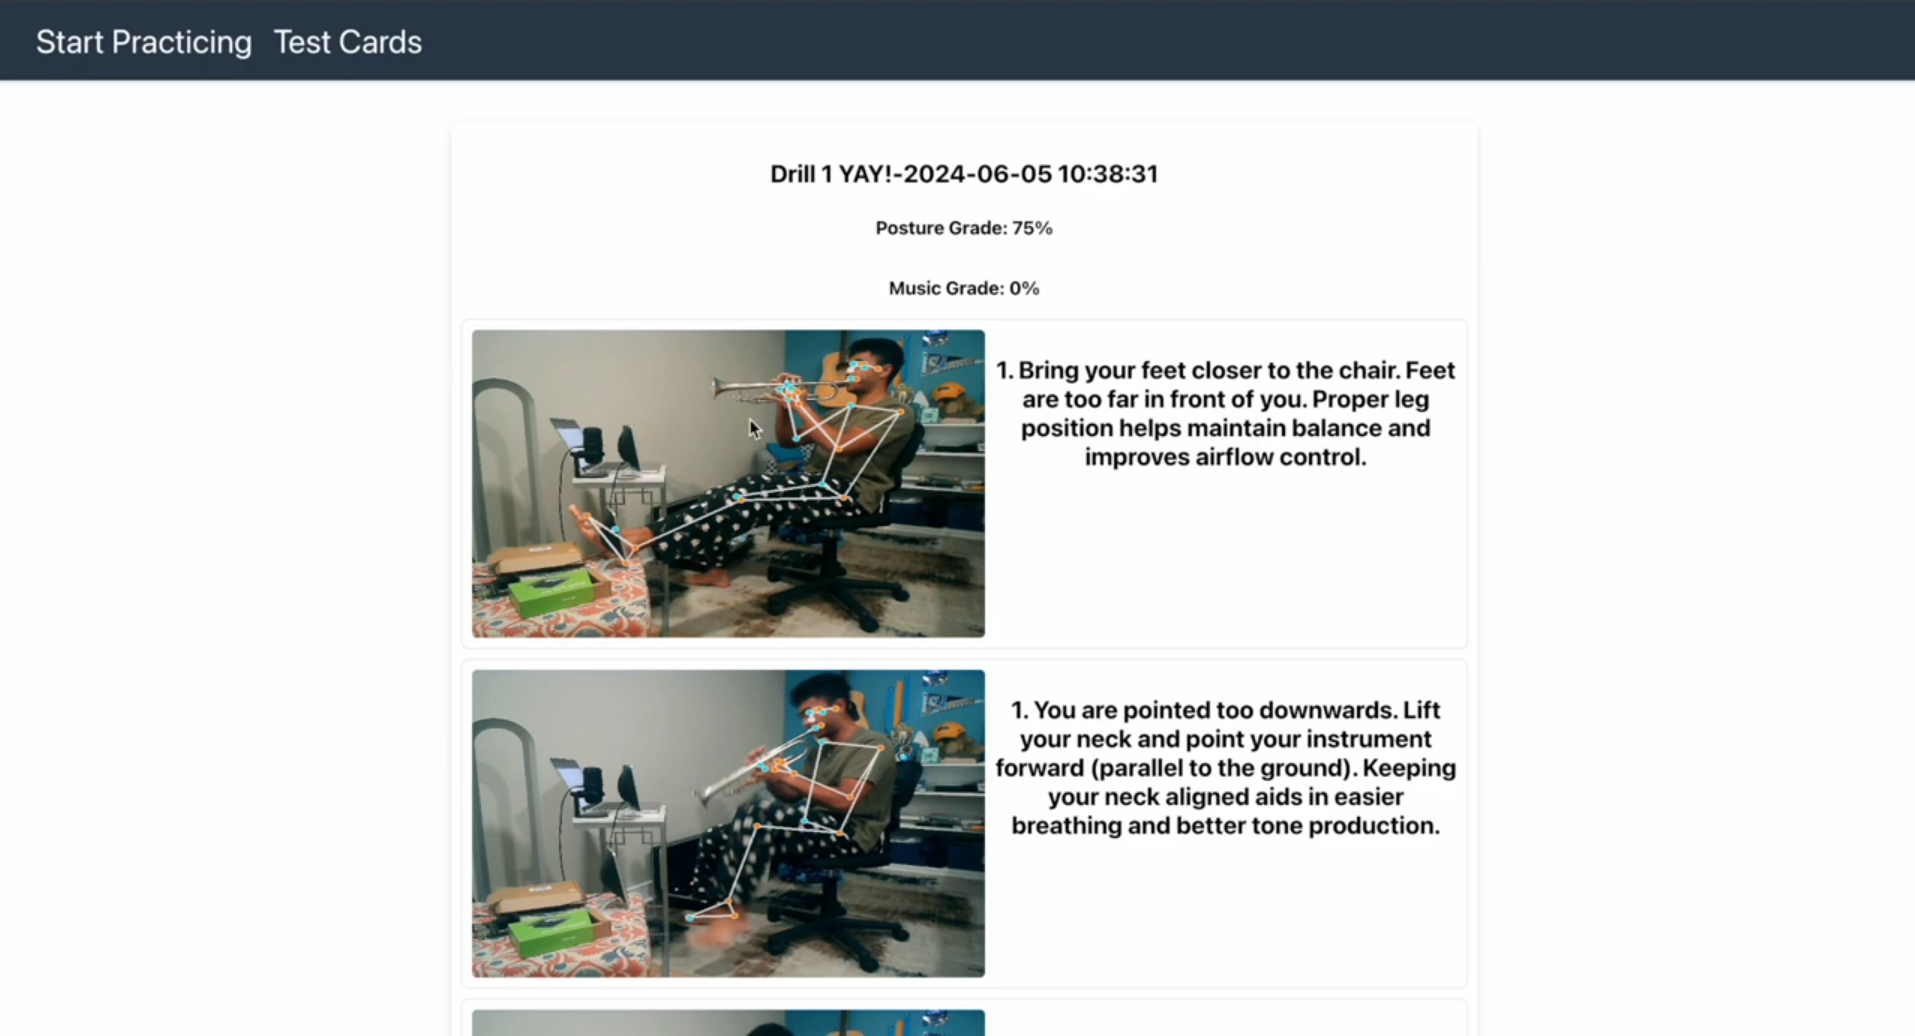 Start Practicing Test Cards
Drill 1 YAY!-2024-06-05 10:38:31
Posture Grade: 75%
Music Grade: 0%
1. Bring your feet closer to the chair. Feet
are too far in front of you. Proper leg
position helps maintain balance and
improves airflow control.
1. You are pointed too downwards. Lift
your neck and point your instrument
forward (parallel to the ground). Keeping
your neck aligned aids in easier
breathing and better tone production.